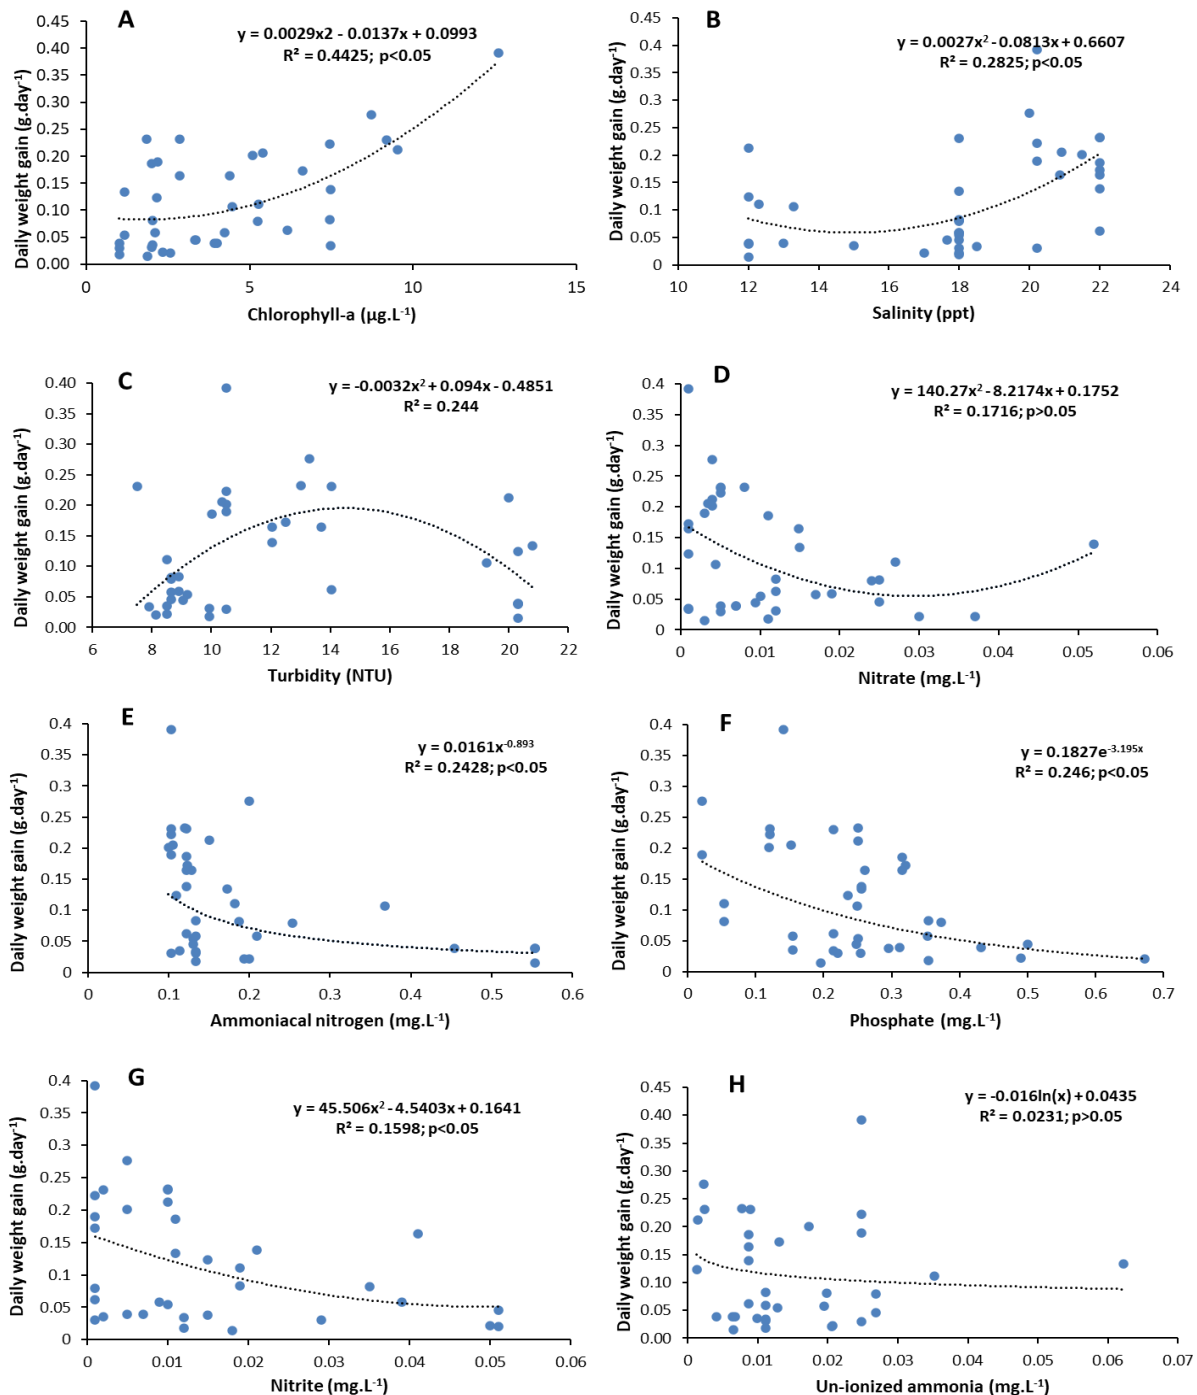 A
y = 0.0029x2 - 0.0137x + 0.0993
R² = 0.4425; p<0.05
Daily weight gain (g.day⁻¹)
0.45
0.40
0.35
0.30
0.25
0.20
0.15
0.10
0.05
0.00
0 5 10 15
Chlorophyll-a (µg.L⁻¹)
B
y = 0.0027x² - 0.0813x + 0.6607
R² = 0.2825; p<0.05
Daily weight gain (g.day⁻¹)
0.45
0.4
0.35
0.3
0.25
0.2
0.15
0.1
0.05
0
10 12 14 16 18 20 22 24
Salinity (ppt)
C
y = -0.0032x² + 0.094x - 0.4851
R² = 0.244
Daily weight gain (g.day⁻¹)
0.40
0.35
0.30
0.25
0.20
0.15
0.10
0.05
0.00
6 8 10 12 14 16 18 20 22
Turbidity (NTU)
D
y = 140.27x² - 8.2174x + 0.1752
R² = 0.1716; p>0.05
Daily weight gain (g.day⁻¹)
0.4
0.35
0.3
0.25
0.2
0.15
0.1
0.05
0
0 0.01 0.02 0.03 0.04 0.05 0.06
Nitrate (mg.L⁻¹)
E
y = 0.0161x⁻⁰·⁸⁹³
R² = 0.2428; p<0.05
Daily weight gain (g.day⁻¹)
0.4
0.35
0.3
0.25
0.2
0.15
0.1
0.05
0
0 0.1 0.2 0.3 0.4 0.5 0.6
Ammoniacal nitrogen (mg.L⁻¹)
F
y = 0.1827e⁻³·¹⁹⁵ˣ
R² = 0.246; p<0.05
Daily weight gain (g.day⁻¹)
0.4
0.35
0.3
0.25
0.2
0.15
0.1
0.05
0
0 0.1 0.2 0.3 0.4 0.5 0.6 0.7
Phosphate (mg.L⁻¹)
G
y = 45.506x² - 4.5403x + 0.1641
R² = 0.1598; p<0.05
Daily weight gain (g.day⁻¹)
0.4
0.35
0.3
0.25
0.2
0.15
0.1
0.05
0
0 0.01 0.02 0.03 0.04 0.05 0.06
Nitrite (mg.L⁻¹)
H
y = -0.016ln(x) + 0.0435
R² = 0.0231; p>0.05
Daily weight gain (g.day⁻¹)
0.45
0.40
0.35
0.30
0.25
0.20
0.15
0.10
0.05
0.00
0 0.01 0.02 0.03 0.04 0.05 0.06 0.07
Un-ionized ammonia (mg.L⁻¹)